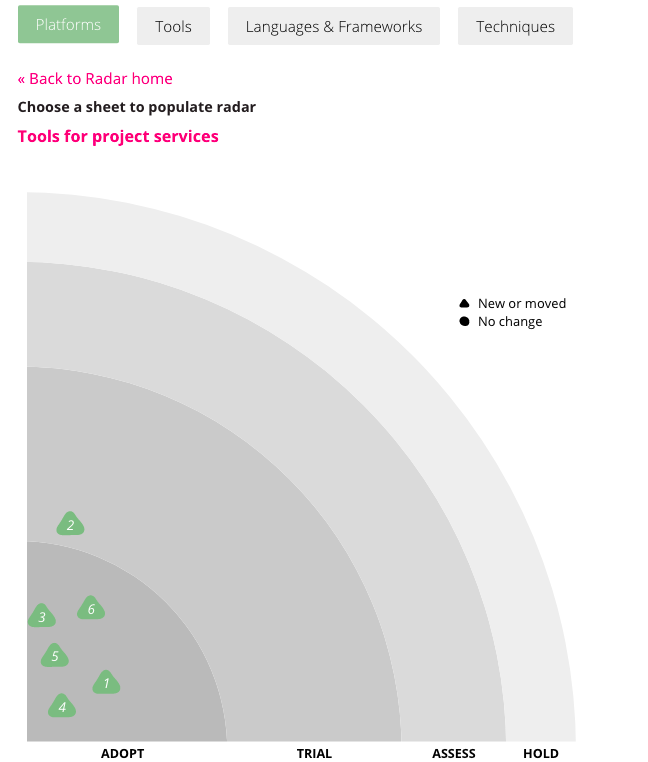 Platforms
Tools
Languages & Frameworks
Techniques
« Back to Radar home
Choose a sheet to populate radar
Tools for project services
New or moved
No change
2
6
3
5
1
4
ADOPT
TRIAL
ASSESS
HOLD